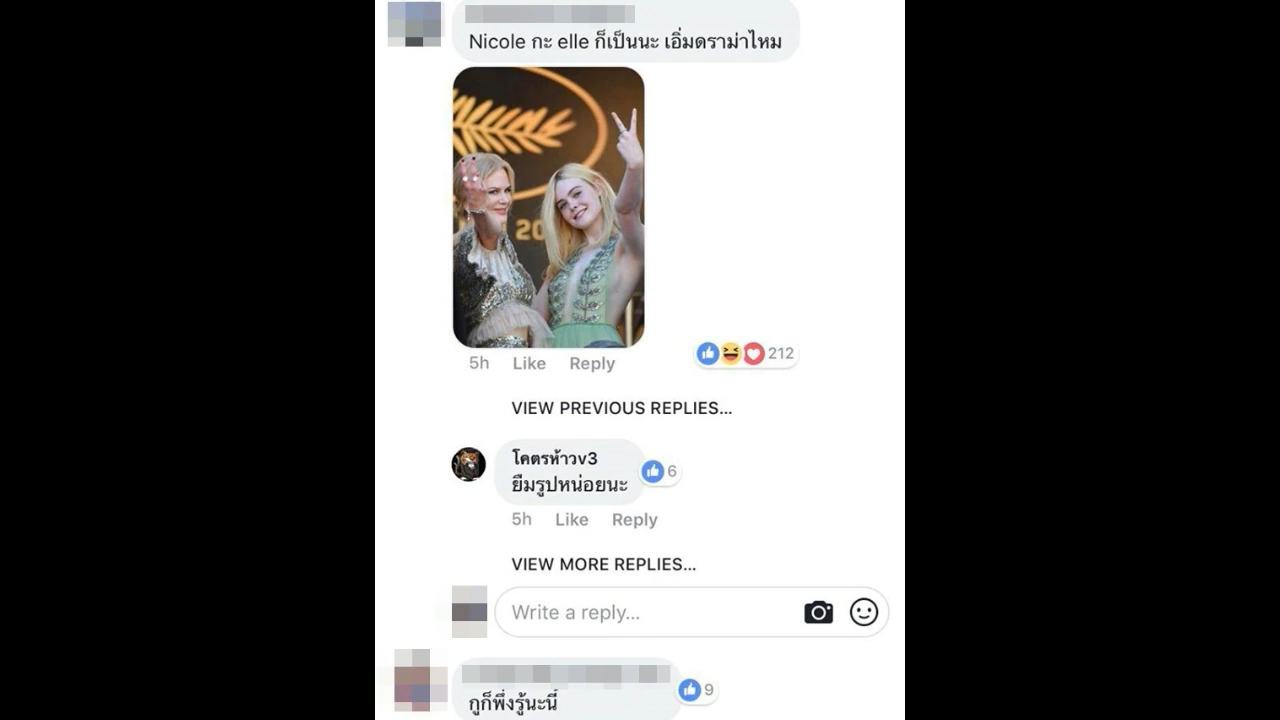 Nicole กะ elle ก็เป็นนะ เอิ่มดราม่าไหม
20
5h Like Reply
212
VIEW PREVIOUS REPLIES...
โคตรห้าวv3
6
ยืมรูปหน่อยนะ
5h Like Reply
VIEW MORE REPLIES...
Write a reply...
9
กูก็พึ่งรู้นะนี้